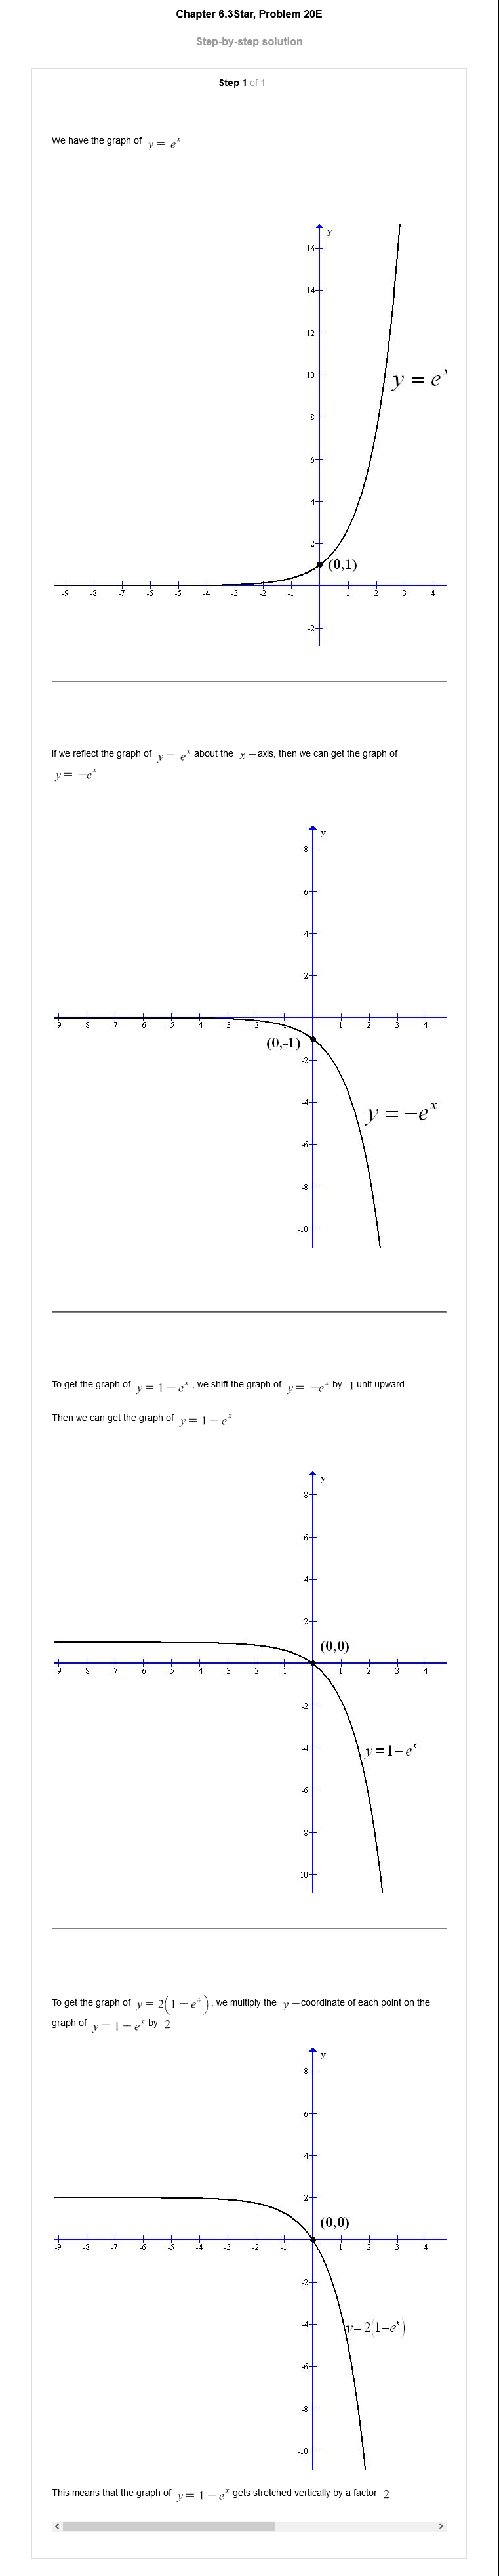 Chapter 6.3Star, Problem 20E
Step-by-step solution
Step 1 of 1
We have the graph of y = e^x
y
16
14
12
10
y = e^x
8
6
4
2
(0,1)
-9 -8 -7 -6 -5 -4 -3 -2 -1 1 2 3 4
-2
If we reflect the graph of y = e^x about the x – axis, then we can get the graph of
y = −e^x
y
8
6
4
2
-9 -8 -7 -6 -5 -4 -3 -2 -1 1 2 3 4
(0,-1)
-2
-4
y = −e^x
-6
-8
-10
To get the graph of y = 1 − e^x , we shift the graph of y = −e^x by 1 unit upward
Then we can get the graph of y = 1 − e^x
y
8
6
4
2
(0,0)
-9 -8 -7 -6 -5 -4 -3 -2 -1 1 2 3 4
-2
-4
y = 1−e^x
-6
-8
-10
To get the graph of y = 2(1 − e^x) , we multiply the y – coordinate of each point on the
graph of y = 1 − e^x by 2
y
8
6
4
2
(0,0)
-9 -8 -7 -6 -5 -4 -3 -2 -1 1 2 3 4
-2
-4
y=2(1−e^x)
-6
-8
-10
This means that the graph of y = 1 − e^x gets stretched vertically by a factor 2